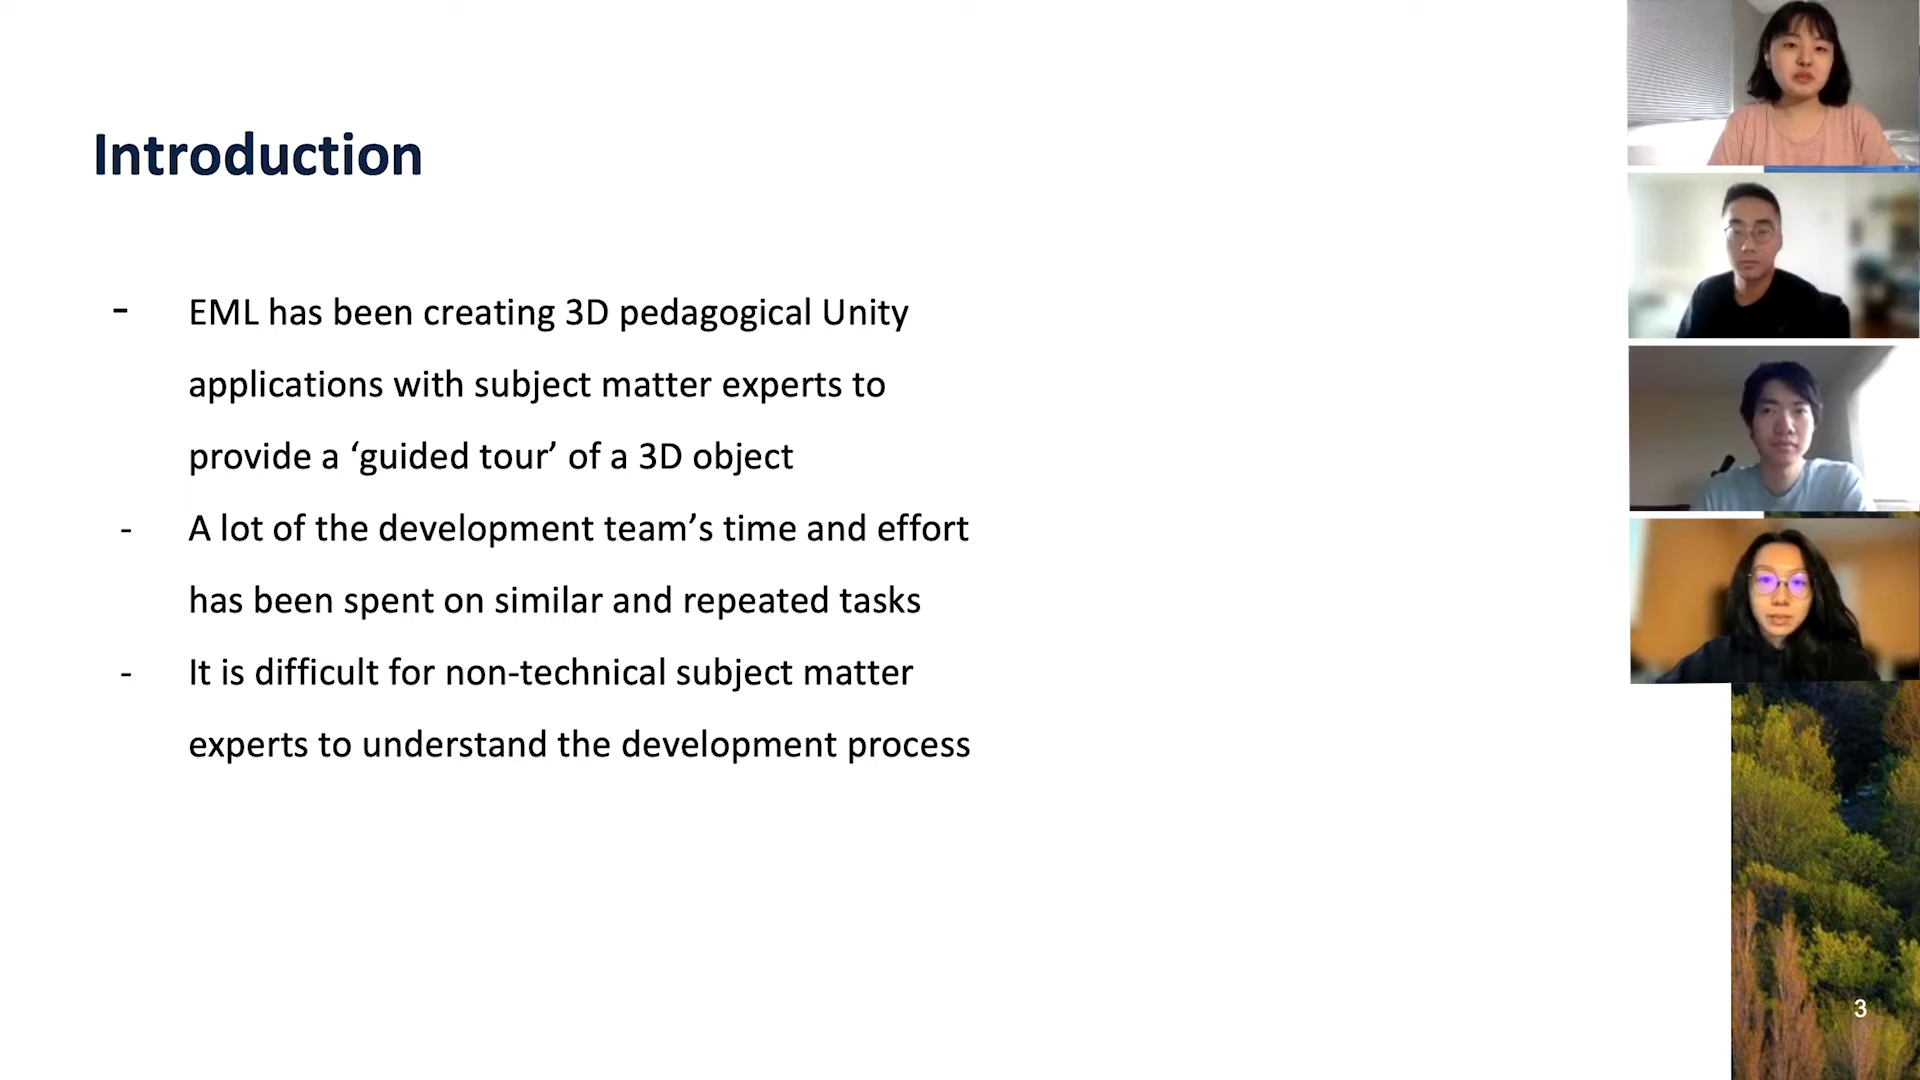 Introduction
- EML has been creating 3D pedagogical Unity
applications with subject matter experts to
provide a ‘guided tour’ of a 3D object
- A lot of the development team’s time and effort
has been spent on similar and repeated tasks
- It is difficult for non-technical subject matter
experts to understand the development process
3